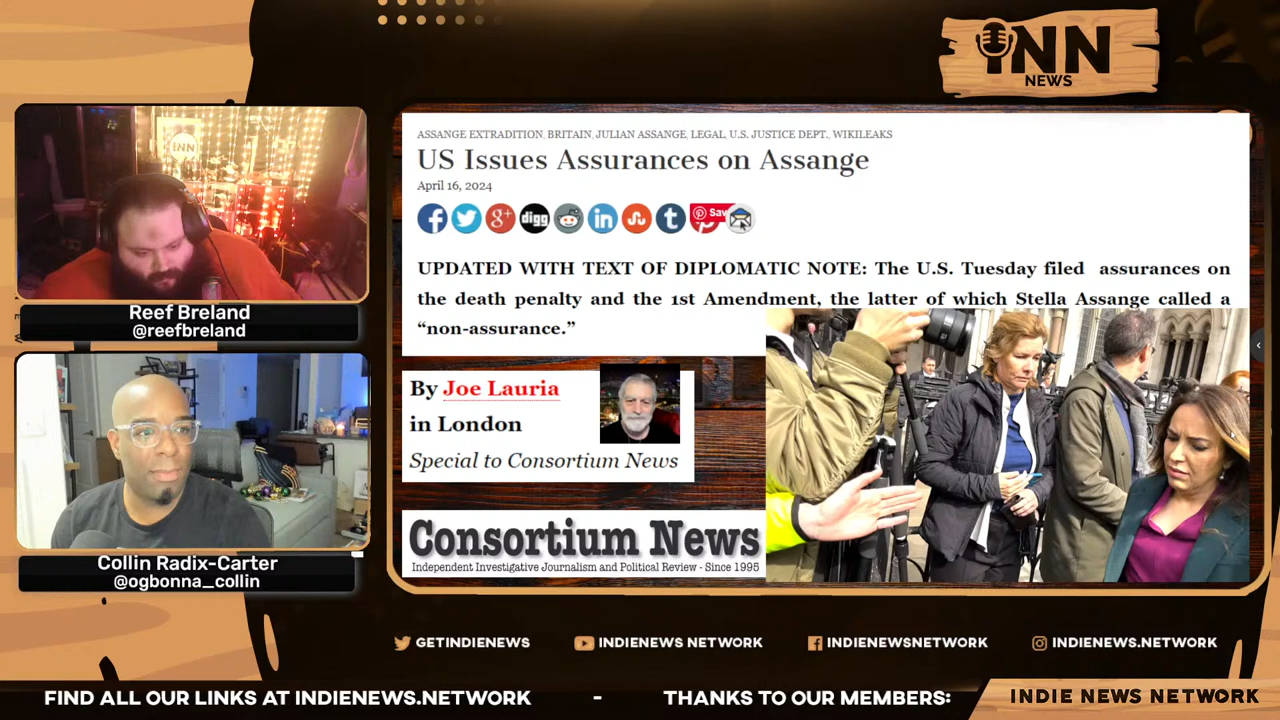 INN
NEWS
INN
Reef Breland
@reefbreland
Collin Radix-Carter
@ogbonna_collin
ASSANGE EXTRADITION, BRITAIN, JULIAN ASSANGE, LEGAL, U.S. JUSTICE DEPT., WIKILEAKS
US Issues Assurances on Assange
April 16, 2024
digg
Save
UPDATED WITH TEXT OF DIPLOMATIC NOTE: The U.S. Tuesday filed assurances on
the death penalty and the 1st Amendment, the latter of which Stella Assange called a
“non-assurance.”
By Joe Lauria
in London
Special to Consortium News
Consortium News
Independent Investigative Journalism and Political Review - Since 1995
GETINDIENEWS
INDIENEWS NETWORK
INDIENEWSNETWORK
INDIENEWS.NETWORK
FIND ALL OUR LINKS AT INDIENEWS.NETWORK - THANKS TO OUR MEMBERS:
INDIE NEWS NETWORK